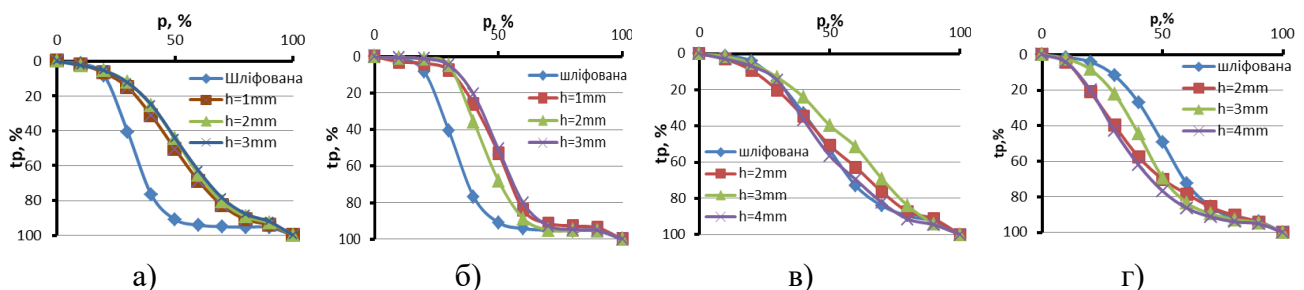 p, %
0 50 100
0
20
40
60
80
100
tp, %
Шліфована
h=1mm
h=2mm
h=3mm
а)
p, %
0 50 100
0
20
40
60
80
100
tp, %
шліфована
h=1mm
h=2mm
h=3mm
б)
p, %
0 50 100
0
20
40
60
80
100
tp, %
шліфована
h=2mm
h=3mm
h=4mm
в)
p,%
0 50 100
0
20
40
60
80
100
tp,%
шліфована
h=2mm
h=3mm
h=4mm
г)